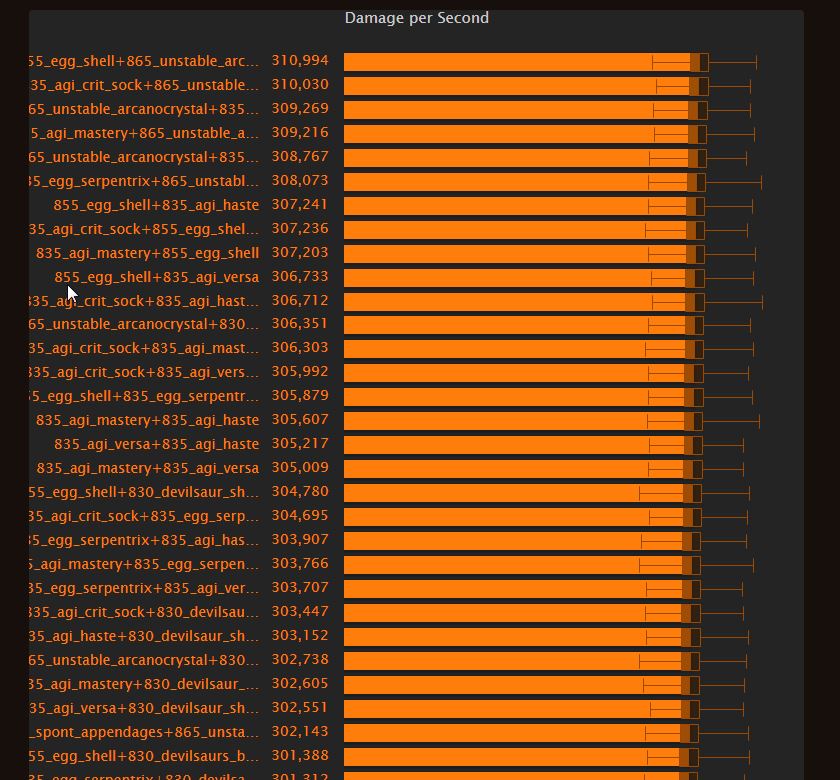 Damage per Second
55_egg_shell+865_unstable_arc... 310,994
35_agi_crit_sock+865_unstable... 310,030
65_unstable_arcanocrystal+835... 309,269
5_agi_mastery+865_unstable_a... 309,216
65_unstable_arcanocrystal+835... 308,767
35_egg_serpentrix+865_unstabl... 308,073
855_egg_shell+835_agi_haste 307,241
35_agi_crit_sock+855_egg_shel... 307,236
835_agi_mastery+855_egg_shell 307,203
855_egg_shell+835_agi_versa 306,733
835_agi_crit_sock+835_agi_hast... 306,712
65_unstable_arcanocrystal+830... 306,351
35_agi_crit_sock+835_agi_mast... 306,303
835_agi_crit_sock+835_agi_vers... 305,992
55_egg_shell+835_egg_serpentr... 305,879
835_agi_mastery+835_agi_haste 305,607
835_agi_versa+835_agi_haste 305,217
835_agi_mastery+835_agi_versa 305,009
55_egg_shell+830_devilsaur_sh... 304,780
35_agi_crit_sock+835_egg_serp... 304,695
35_egg_serpentrix+835_agi_has... 303,907
5_agi_mastery+835_egg_serpen... 303,766
35_egg_serpentrix+835_agi_ver... 303,707
835_agi_crit_sock+830_devilsau... 303,447
35_agi_haste+830_devilsaur_sh... 303,152
65_unstable_arcanocrystal+830... 302,738
35_agi_mastery+830_devilsaur_... 302,605
35_agi_versa+830_devilsaur_sh... 302,551
_spont_appendages+865_unsta... 302,143
55_egg_shell+830_devilsaurs_b... 301,388
35_egg_serpentrix+830_devilsa... 301,312